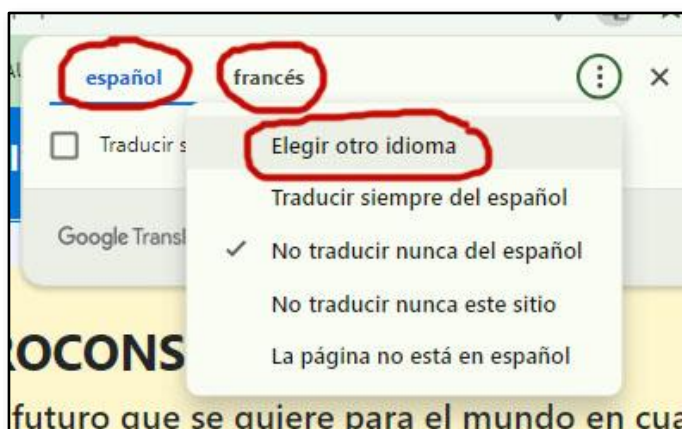 español francés
Traducir s
Elegir otro idioma
Traducir siempre del español
Google Transl
No traducir nunca del español
No traducir nunca este sitio
ROCONS
La página no está en español
futuro que se quiere para el mundo en cua